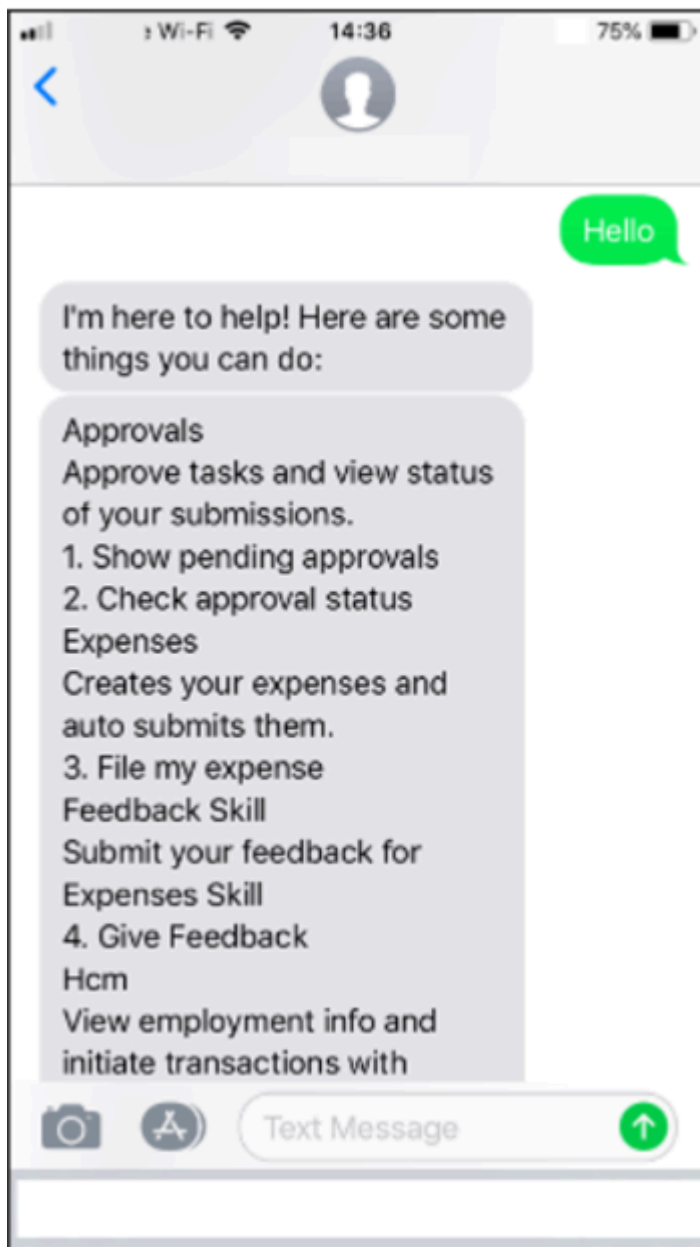 Wi-Fi 14:36 75%
Hello
I'm here to help! Here are some
things you can do:
Approvals
Approve tasks and view status
of your submissions.
1. Show pending approvals
2. Check approval status
Expenses
Creates your expenses and
auto submits them.
3. File my expense
Feedback Skill
Submit your feedback for
Expenses Skill
4. Give Feedback
Hcm
View employment info and
initiate transactions with
Text Message